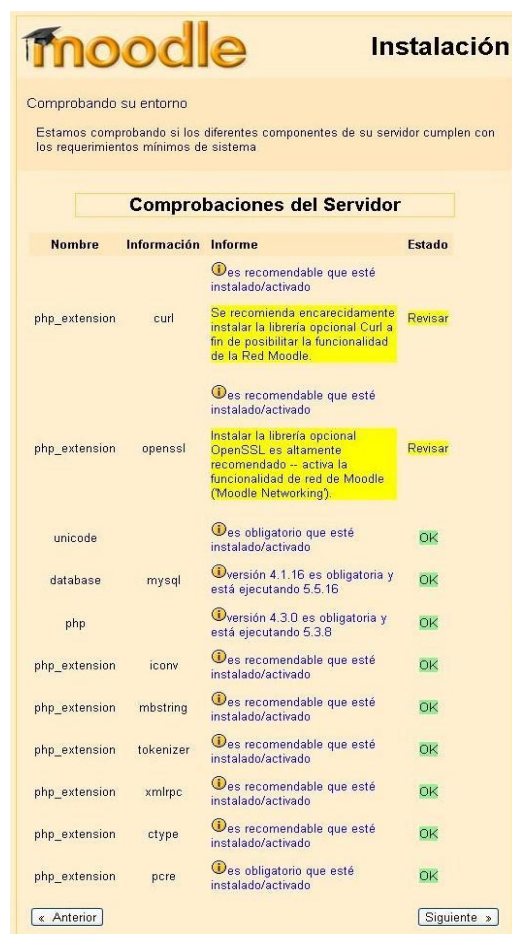 moodle
Instalación
Comprobando su entorno
Estamos comprobando si los diferentes componentes de su servidor cumplen con
los requerimientos mínimos de sistema
Comprobaciones del Servidor
Nombre Información Informe Estado
es recomendable que esté
instalado/activado
php_extension curl Se recomienda encarecidamente Revisar
instalar la librería opcional Curl a
fin de posibilitar la funcionalidad
de la Red Moodle.
es recomendable que esté
instalado/activado
php_extension openssl Instalar la librería opcional Revisar
OpenSSL es altamente
recomendado -- activa la
funcionalidad de red de Moodle
('Moodle Networking').
unicode es obligatorio que esté OK
instalado/activado
database mysql versión 4.1.16 es obligatoria y OK
está ejecutando 5.5.16
php versión 4.3.0 es obligatoria y OK
está ejecutando 5.3.8
php_extension iconv es recomendable que esté OK
instalado/activado
php_extension mbstring es recomendable que esté OK
instalado/activado
php_extension tokenizer es recomendable que esté OK
instalado/activado
php_extension xmlrpc es recomendable que esté OK
instalado/activado
php_extension ctype es recomendable que esté OK
instalado/activado
php_extension pcre es obligatorio que esté OK
instalado/activado
« Anterior Siguiente »